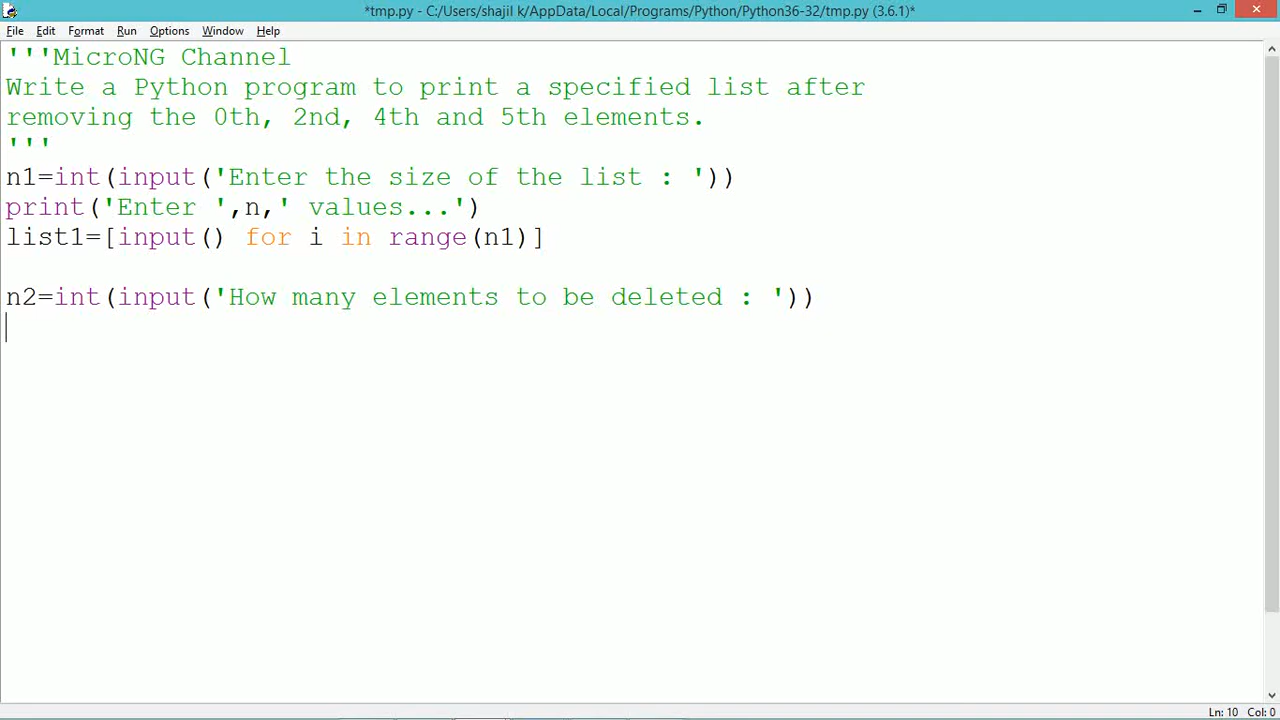 *tmp.py - C:/Users/shajil k/AppData/Local/Programs/Python/Python36-32/tmp.py (3.6.1)*
File Edit Format Run Options Window Help
'''MicroNG Channel
Write a Python program to print a specified list after
removing the 0th, 2nd, 4th and 5th elements.
'''
n1=int(input('Enter the size of the list : '))
print('Enter ',n,' values...')
list1=[input() for i in range(n1)]
n2=int(input('How many elements to be deleted : '))
Ln: 10 Col: 0